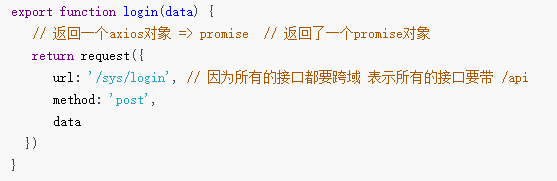 export function login(data) {
// 返回一个axios对象 => promise // 返回了一个promise对象
return request({
url: '/sys/login', // 因为所有的接口都要跨域 表示所有的接口要带 /api
method: 'post',
data
})
}